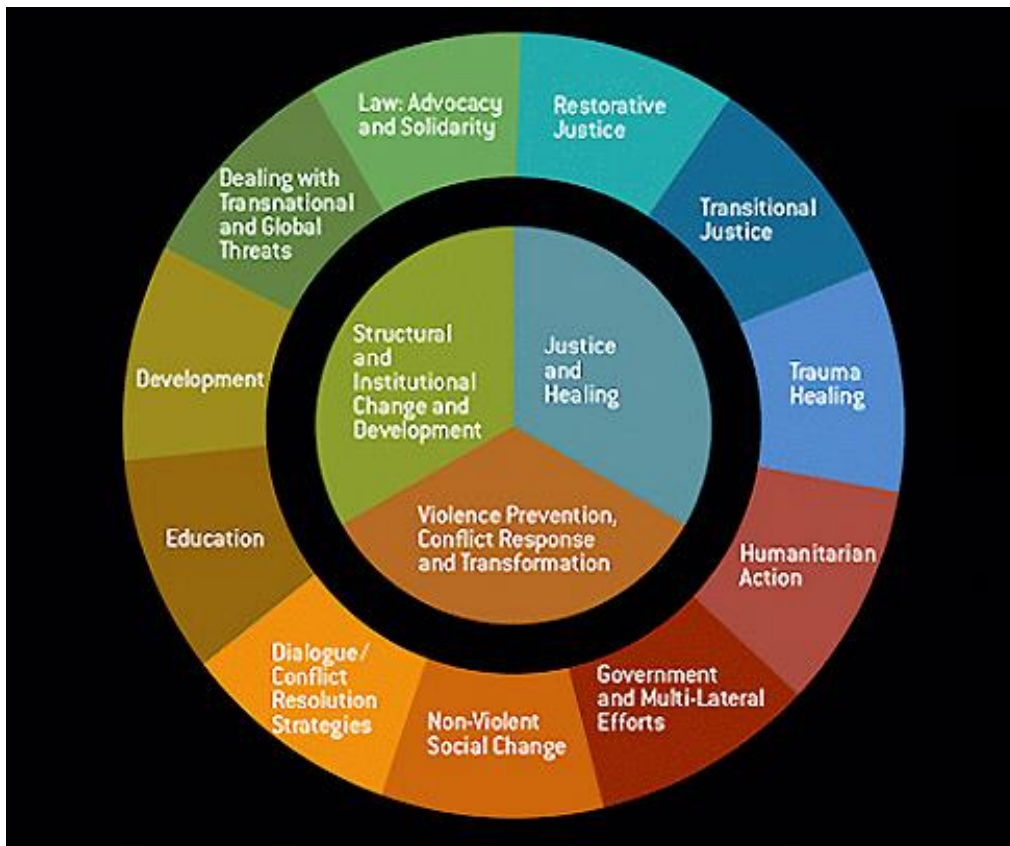 Law: Advocacy
and Solidarity
Restorative
Justice
Dealing with
Transnational
and Global
Threats
Transitional
Justice
Structural
and
Institutional
Change and
Development
Justice
and
Healing
Development
Trauma
Healing
Education
Violence Prevention,
Conflict Response
and Transformation
Humanitarian
Action
Dialogue/
Conflict
Resolution
Strategies
Non-Violent
Social Change
Government
and Multi-Lateral
Efforts